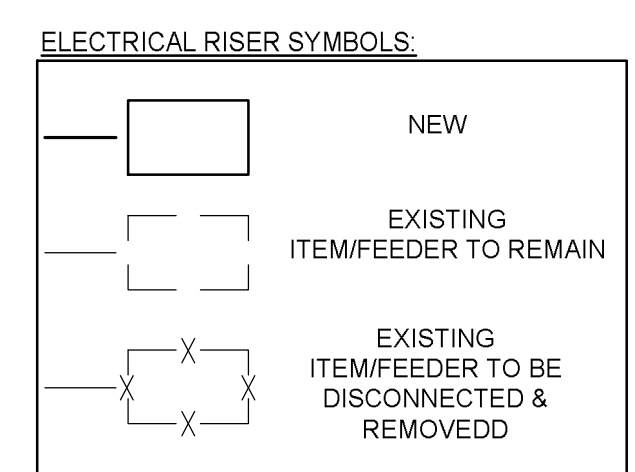 ELECTRICAL RISER SYMBOLS:
NEW
EXISTING
ITEM/FEEDER TO REMAIN
EXISTING
ITEM/FEEDER TO BE
DISCONNECTED &
REMOVEDD